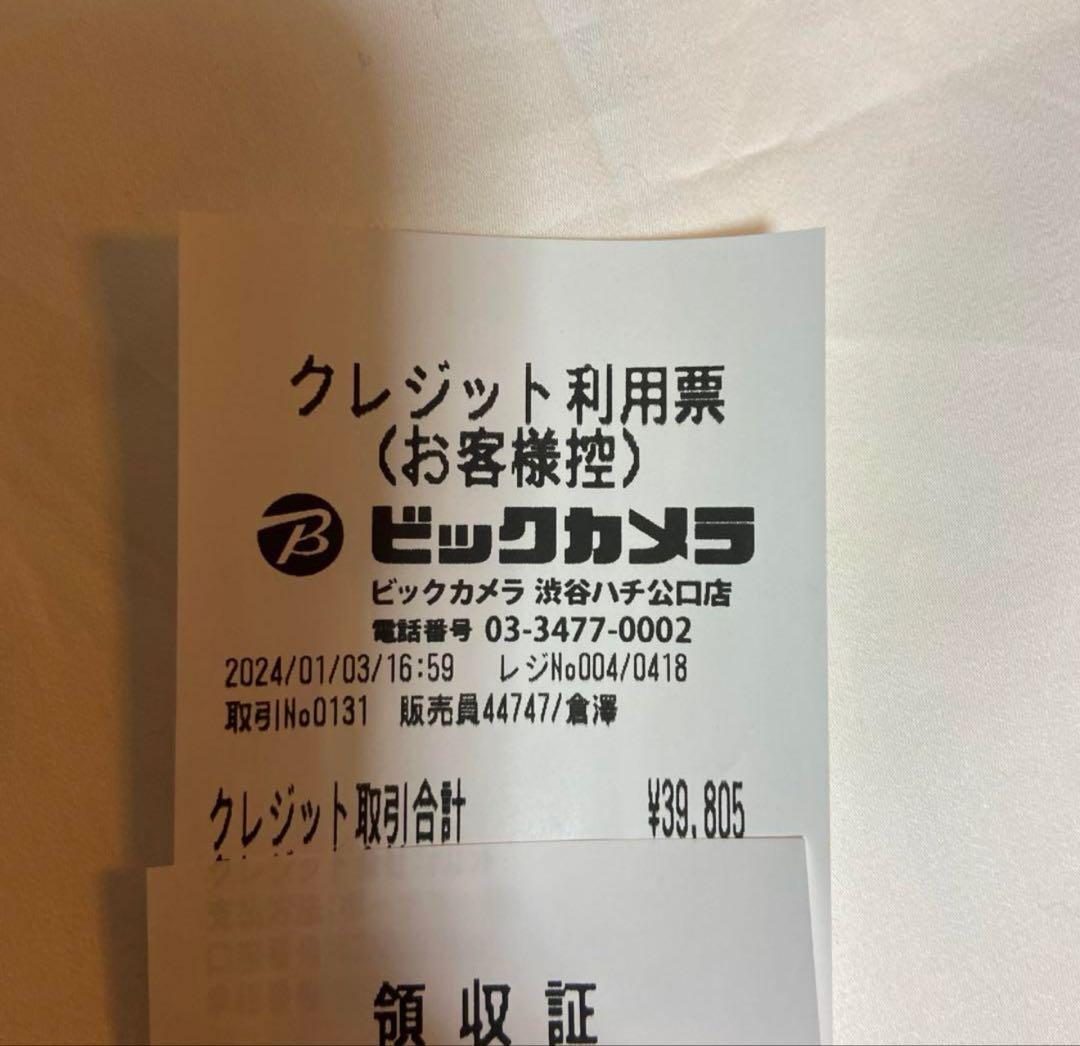 クレジット利用票
(お客様控)
B ビックカメラ
ビックカメラ 渋谷ハチ公口店
電話番号 03-3477-0002
2024/01/03/16:59 レジNo004/0418
取引No0131 販売員44747/倉澤
クレジット取引合計 ¥39,805
領収証